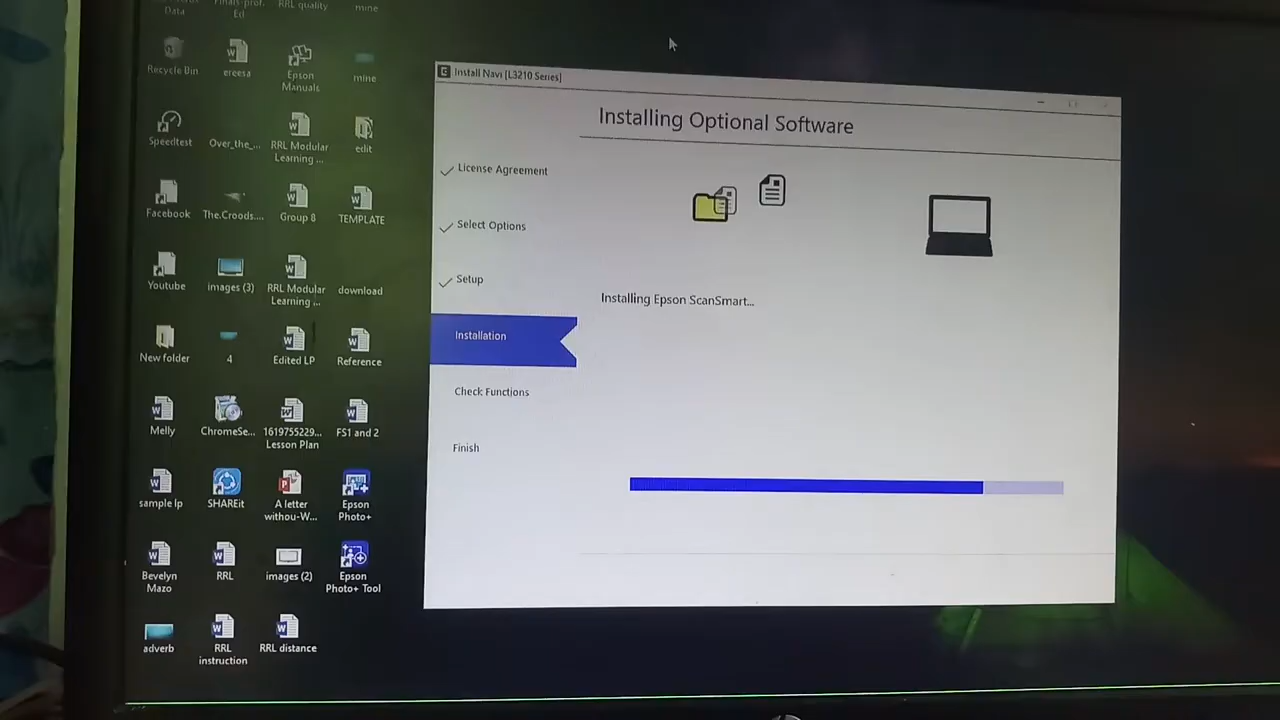 Data
RRL quality
mine
Recycle Bin
ereesa
Epson
Manuals
mine
Speedtest
Over_the_...
RRL Modular
Learning ...
edit
Facebook
The.Croods....
Group 8
TEMPLATE
Youtube
images (3)
RRL Modular
Learning ...
download
New folder
4
Edited LP
Reference
Melly
ChromeSe...
1619755229...
Lesson Plan
FS1 and 2
sample lp
SHAREit
A letter
withou-W...
Epson
Photo+
Bevelyn
Mazo
RRL
images (2)
Epson
Photo+ Tool
adverb
RRL
instruction
RRL distance
Install Navi [L3210 Series]
Installing Optional Software
License Agreement
Select Options
Setup
Installation
Check Functions
Finish
Installing Epson ScanSmart...